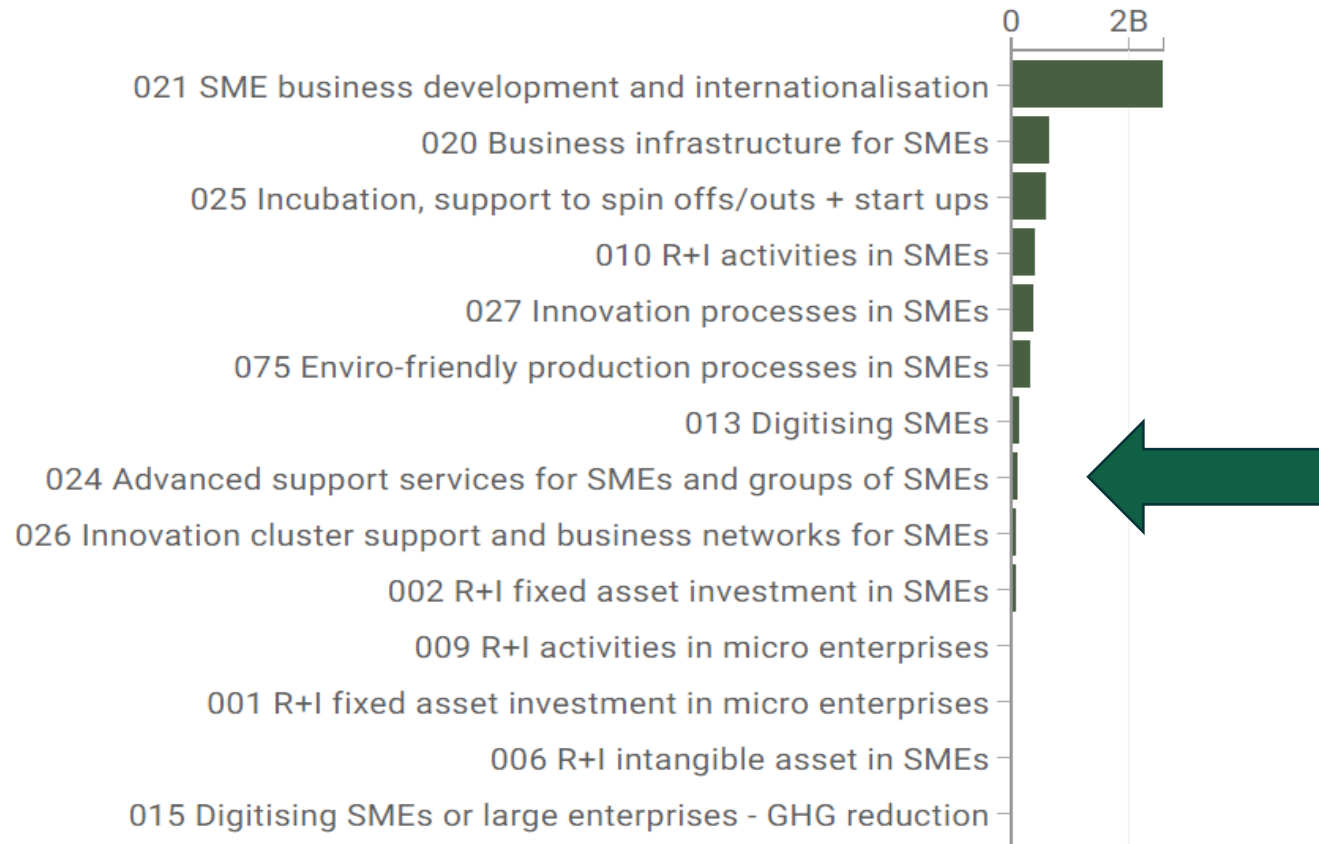 0 2B
021 SME business development and internationalisation
020 Business infrastructure for SMEs
025 Incubation, support to spin offs/outs + start ups
010 R+I activities in SMEs
027 Innovation processes in SMEs
075 Enviro-friendly production processes in SMEs
013 Digitising SMEs
024 Advanced support services for SMEs and groups of SMEs
026 Innovation cluster support and business networks for SMEs
002 R+I fixed asset investment in SMEs
009 R+I activities in micro enterprises
001 R+I fixed asset investment in micro enterprises
006 R+I intangible asset in SMEs
015 Digitising SMEs or large enterprises - GHG reduction